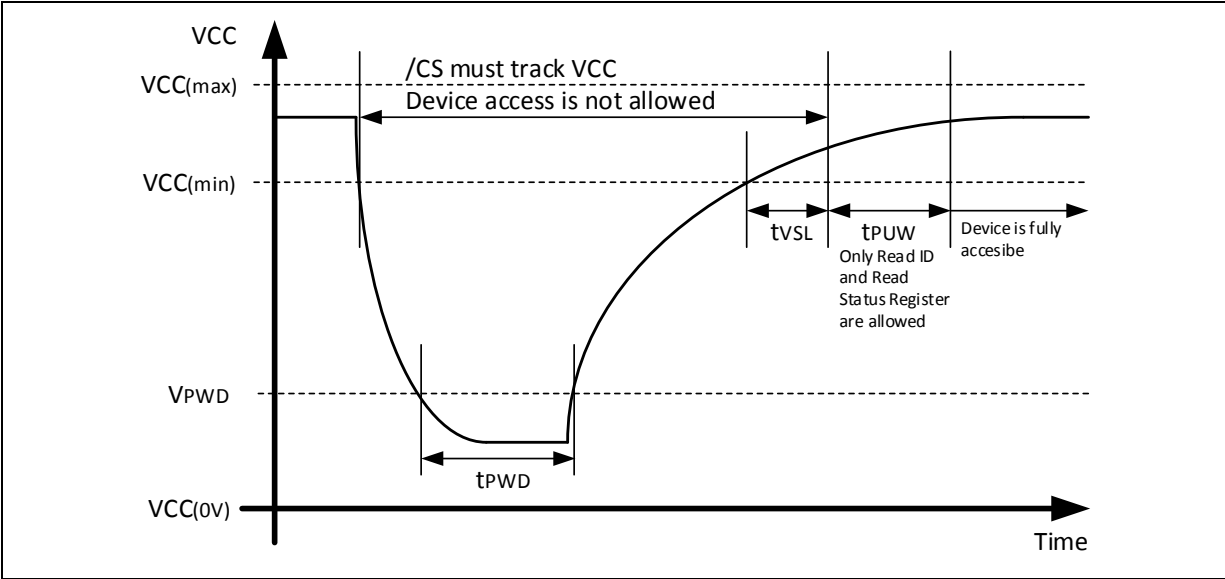 VCC
/CS must track VCC
VCC(max)
Device access is not allowed
VCC(min)
tVSL
tPUW
Device is fully
accesibe
Only Read ID
and Read
Status Register
are allowed
VPWD
tPWD
VCC(0V)
Time